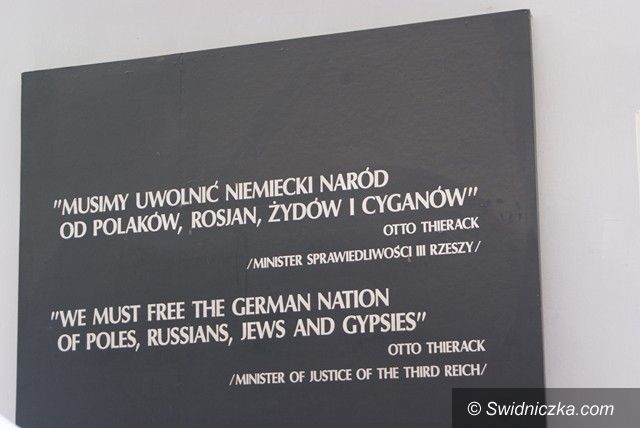 "MUSIMY UWOLNIĆ NIEMIECKI NARÓD
OD POLAKÓW, ROSJAN, ŻYDÓW I CYGANÓW"
OTTO THIERACK
/MINISTER SPRAWIEDLIWOŚCI III RZESZY/
"WE MUST FREE THE GERMAN NATION
OF POLES, RUSSIANS, JEWS AND GYPSIES"
OTTO THIERACK
/MINISTER OF JUSTICE OF THE THIRD REICH/
© Swidniczka.com